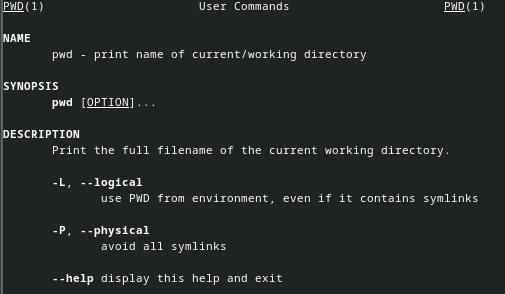 PWD(1) User Commands PWD(1)
NAME
pwd - print name of current/working directory
SYNOPSIS
pwd [OPTION]...
DESCRIPTION
Print the full filename of the current working directory.
-L, --logical
use PWD from environment, even if it contains symlinks
-P, --physical
avoid all symlinks
--help display this help and exit